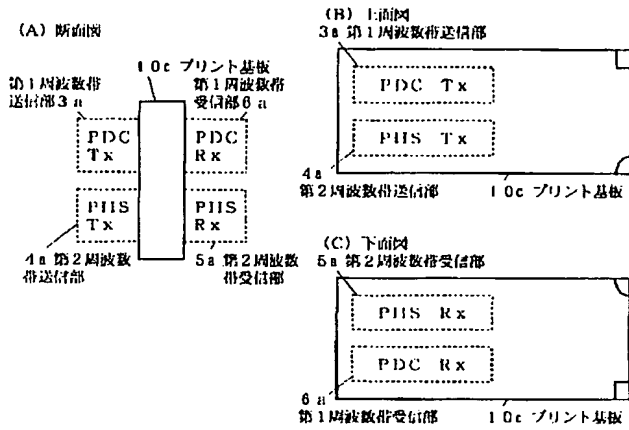 (A) 断面図
10c プリント基板
第1周波数帯
送信部3a
第1周波数帯
受信部6a
PDC
Tx
PDC
Rx
PHS
Tx
PHS
Rx
4a 第2周波数
帯送信部
5a 第2周波数
帯受信部
(B) 上面図
3a 第1周波数帯送信部
PDC Tx
PHS Tx
4a
第2周波数帯送信部
10c プリント基板
(C) 下面図
5a 第2周波数帯受信部
PHS Rx
PDC Rx
6a
第1周波数帯受信部
10c プリント基板